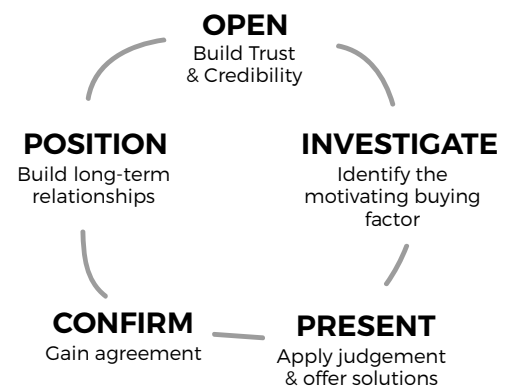 OPEN
Build Trust
& Credibility
INVESTIGATE
Identify the
motivating buying
factor
PRESENT
Apply judgement
& offer solutions
CONFIRM
Gain agreement
POSITION
Build long-term
relationships